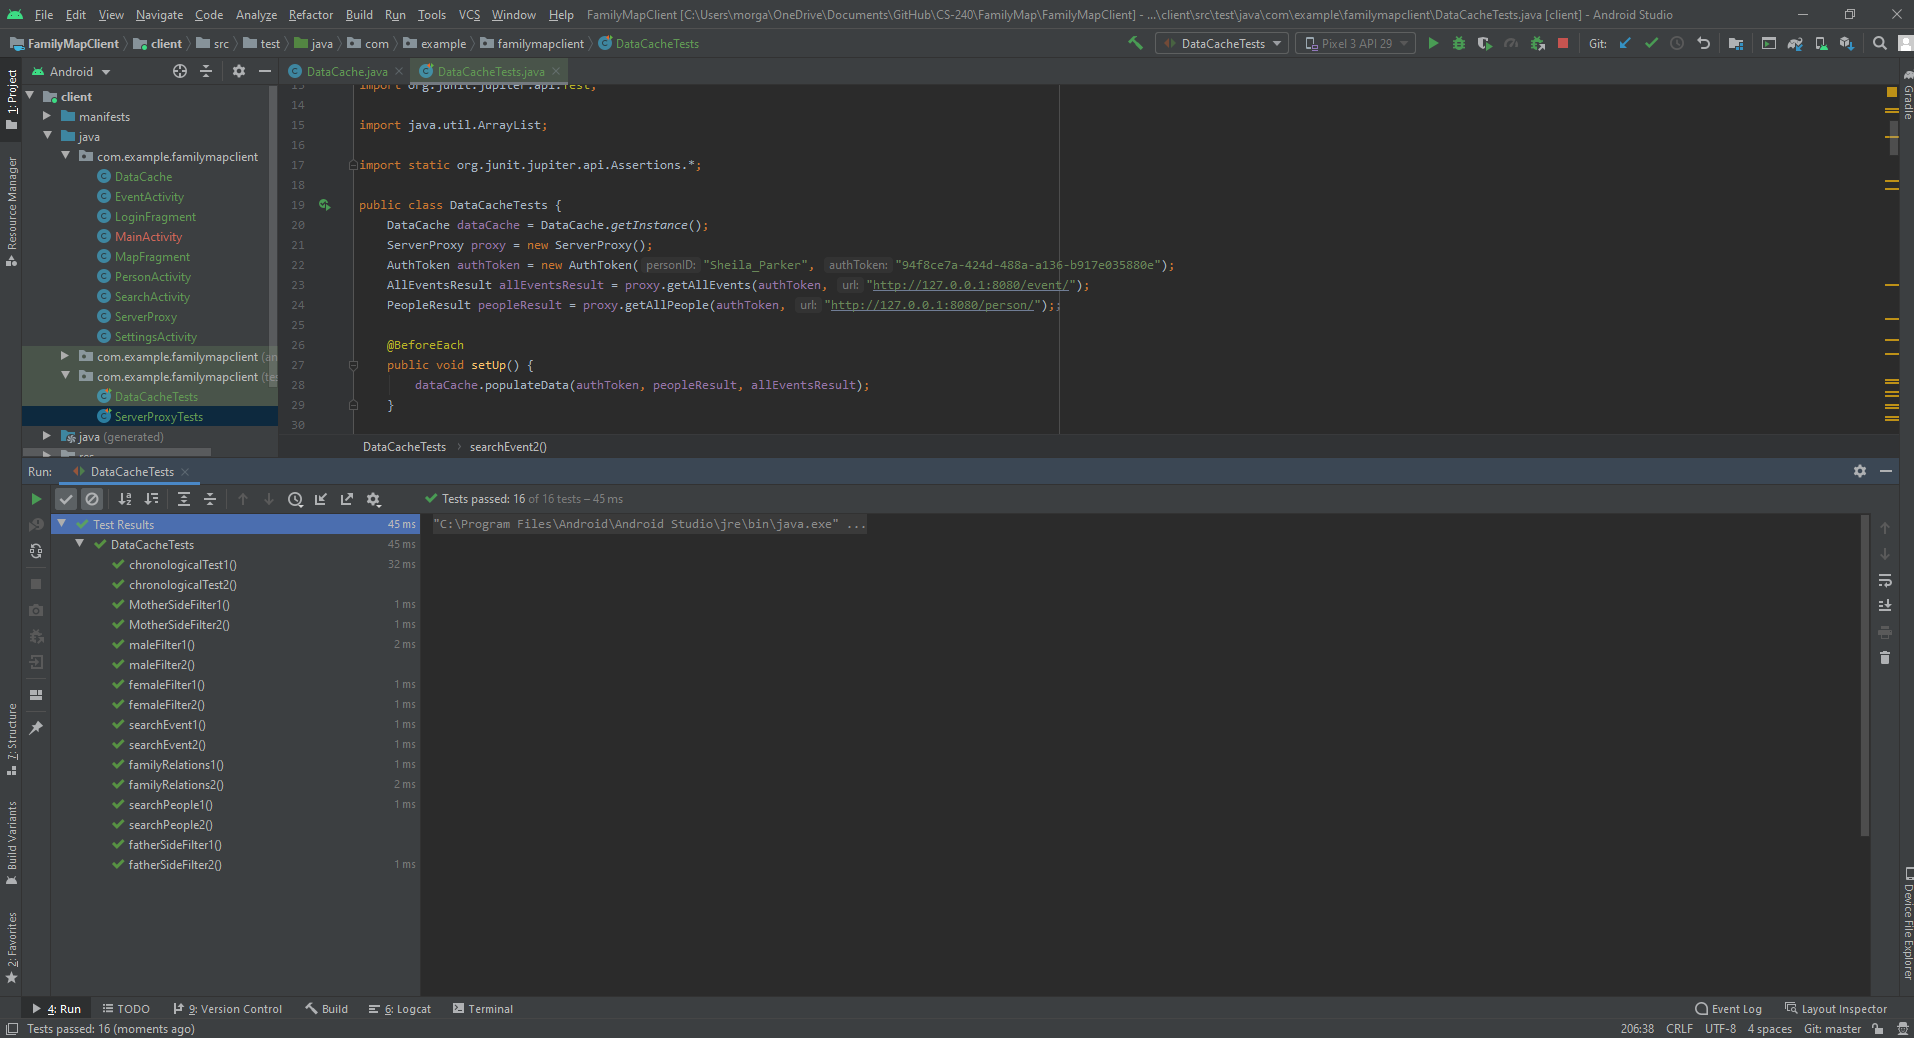 File Edit View Navigate Code Analyze Refactor Build Run Tools VCS Window Help FamilyMapClient [C:\Users\morga\OneDrive\Documents\GitHub\CS-240\FamilyMap\FamilyMapClient] - ...\client\src\test\java\com\example\familymapclient\DataCacheTests.java [client] - Android Studio
FamilyMapClient client src test java com example familymapclient DataCacheTests DataCacheTests Pixel 3 API 29 Git:
Android DataCache.java DataCacheTests.java
1: Project
Resource Manager
7: Structure
Build Variants
2: Favorites
client
manifests
java
com.example.familymapclient
DataCache
EventActivity
LoginFragment
MainActivity
MapFragment
PersonActivity
SearchActivity
ServerProxy
SettingsActivity
com.example.familymapclient (an
com.example.familymapclient (tes
DataCacheTests
ServerProxyTests
java (generated)
res
13 import org.junit.jupiter.api.Test;
14
15 import java.util.ArrayList;
16
17 import static org.junit.jupiter.api.Assertions.*;
18
19 public class DataCacheTests {
20 DataCache dataCache = DataCache.getInstance();
21 ServerProxy proxy = new ServerProxy();
22 AuthToken authToken = new AuthToken( personID: "Sheila_Parker", authToken: "94f8ce7a-424d-488a-a136-b917e035880e");
23 AllEventsResult allEventsResult = proxy.getAllEvents(authToken, url: "http://127.0.0.1:8080/event/");
24 PeopleResult peopleResult = proxy.getAllPeople(authToken, url: "http://127.0.0.1:8080/person/");;
25
26 @BeforeEach
27 public void setUp() {
28 dataCache.populateData(authToken, peopleResult, allEventsResult);
29 }
30
DataCacheTests searchEvent2()
Gradle
Device File Explorer
Run: DataCacheTests
Tests passed: 16 of 16 tests – 45 ms
Test Results 45 ms
DataCacheTests 45 ms
chronologicalTest1() 32 ms
chronologicalTest2()
MotherSideFilter1() 1 ms
MotherSideFilter2() 1 ms
maleFilter1() 2 ms
maleFilter2()
femaleFilter1() 1 ms
femaleFilter2() 1 ms
searchEvent1() 1 ms
searchEvent2() 1 ms
familyRelations1() 1 ms
familyRelations2() 2 ms
searchPeople1() 1 ms
searchPeople2()
fatherSideFilter1()
fatherSideFilter2() 1 ms
"C:\Program Files\Android\Android Studio\jre\bin\java.exe" ...
4: Run TODO 9: Version Control Build 6: Logcat Terminal Event Log Layout Inspector
Tests passed: 16 (moments ago) 206:38 CRLF UTF-8 4 spaces Git: master